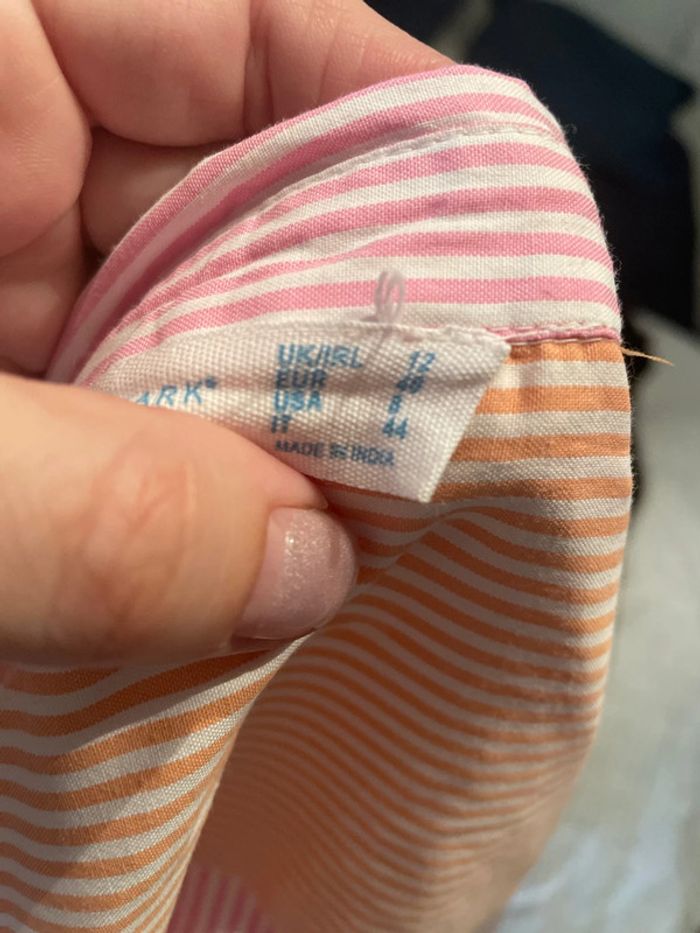 ARK®
UK/IRL 12
EUR 40
USA 8
IT 44
MADE IN INDIA